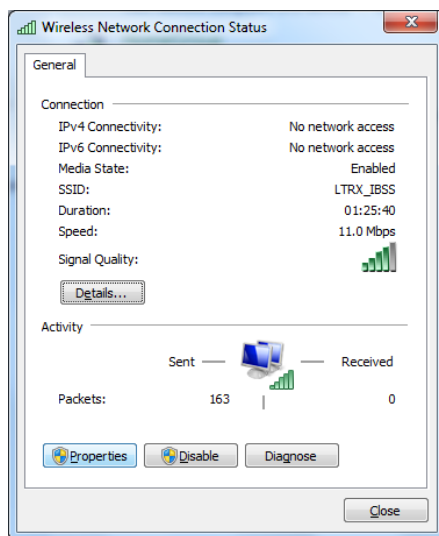 Wireless Network Connection Status
X
General
Connection
IPv4 Connectivity: No network access
IPv6 Connectivity: No network access
Media State: Enabled
SSID: LTRX_IBSS
Duration: 01:25:40
Speed: 11.0 Mbps
Signal Quality:
Details...
Activity
Sent Received
Packets: 163 0
Properties Disable Diagnose
Close